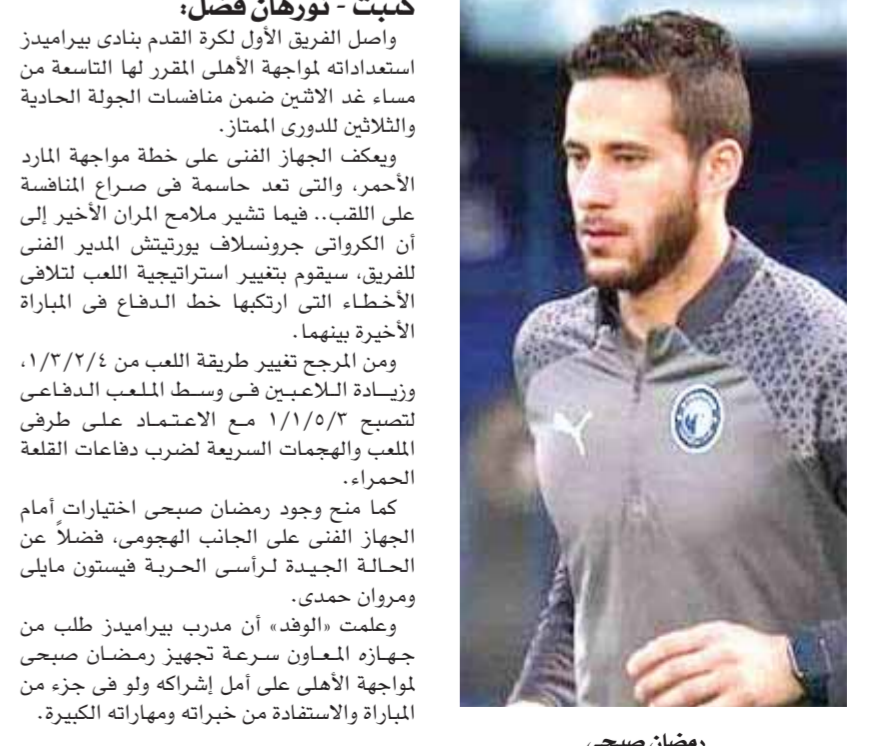 كتبت - نورهان فضل:
واصل الفريق الأول لكرة القدم بنادى بيراميدز
استعداداته لمواجهة الأهلى المقرر لها التاسعة من
مساء غد الاثنين ضمن منافسات الجولة الحادية
والثلاثين للدورى الممتاز.
ويعكف الجهاز الفنى على خطة مواجهة المارد
الأحمر، والتى تعد حاسمة فى صراع المنافسة
على اللقب.. فيما تشير ملامح المران الأخير إلى
أن الكرواتى جرونسلاف يورتيتش المدير الفنى
للفريق، سيقوم بتغيير استراتيجية اللعب لتلافى
الأخطاء التى ارتكبها خط الدفاع فى المباراة
الأخيرة بينهما.
ومن المرجح تغيير طريقة اللعب من ١/٣/٢/٤،
وزيادة اللاعبين فى وسط الملعب الدفاعى
لتصبح ١/١/٥/٣ مع الاعتماد على طرفى
الملعب والهجمات السريعة لضرب دفاعات القلعة
الحمراء.
كما منح وجود رمضان صبحى اختيارات أمام
الجهاز الفنى على الجانب الهجومى، فضلاً عن
الحالة الجيدة لرأسى الحربة فيستون مايلى
ومروان حمدى.
وعلمت «الوفد» أن مدرب بيراميدز طلب من
جهازه المعاون سرعة تجهيز رمضان صبحى
لمواجهة الأهلى على أمل إشراكه ولو فى جزء من
المباراة والاستفادة من خبراته ومهاراته الكبيرة.
رمضان صبحى